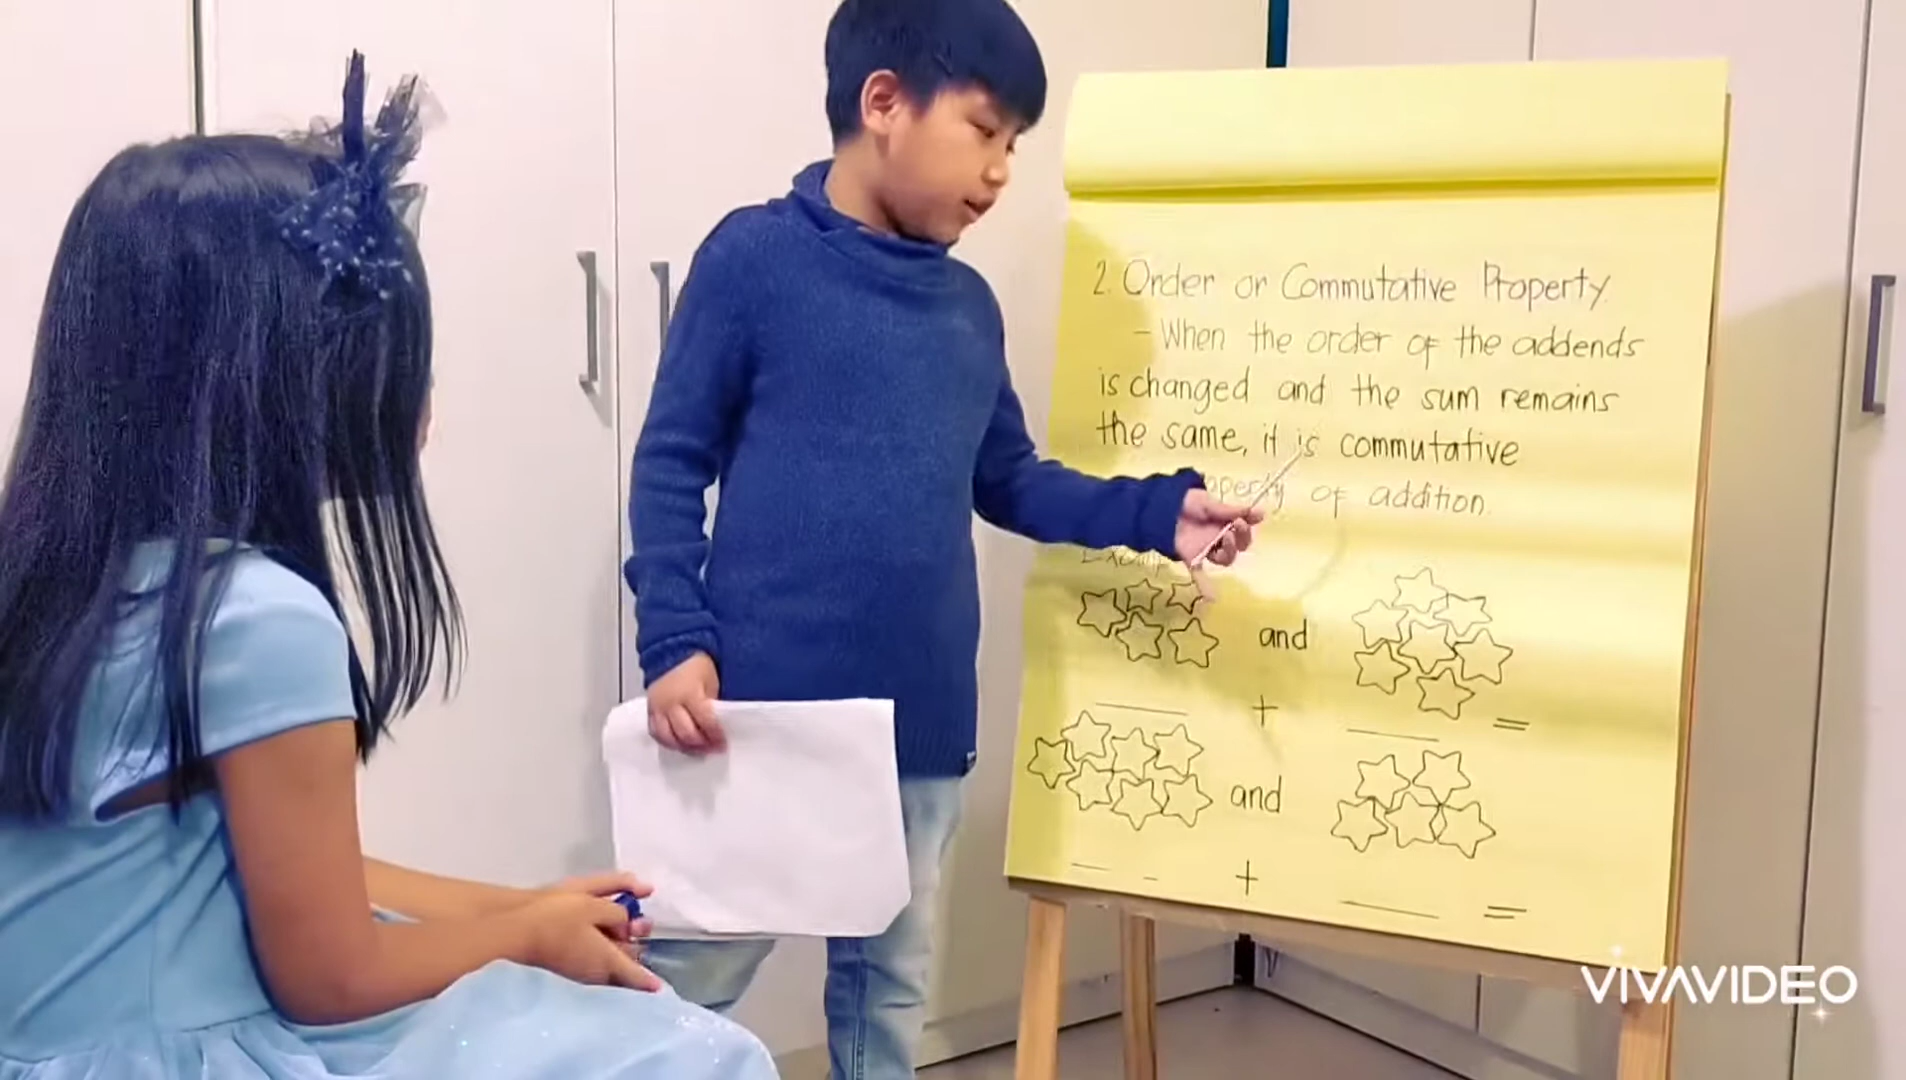 2. Order or Commutative Property
- When the order of the addends
is changed and the sum remains
the same, it is commutative
of addition.
and
+ =
and
+ =
VIVAVIDEO